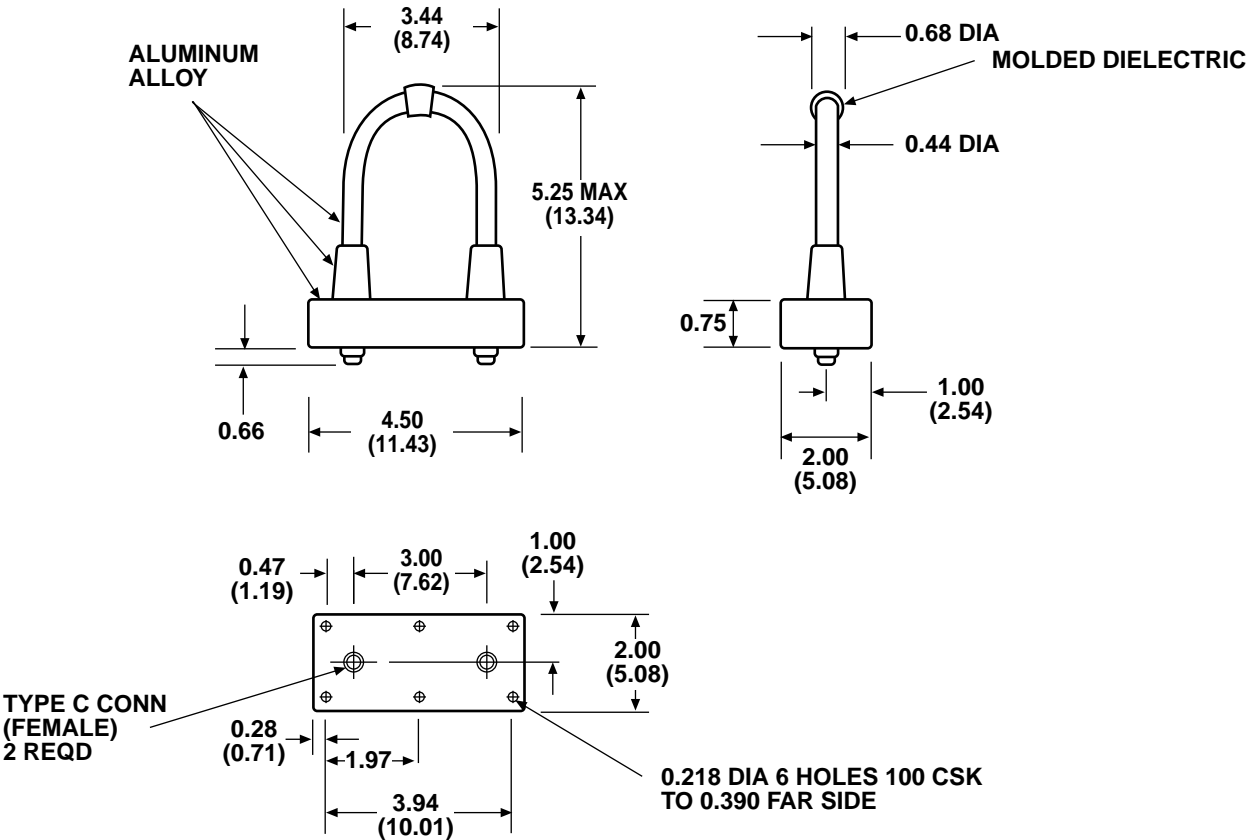 3.44
(8.74)
ALUMINUM
ALLOY
5.25 MAX
(13.34)
0.66
4.50
(11.43)
0.68 DIA
MOLDED DIELECTRIC
0.44 DIA
0.75
1.00
(2.54)
2.00
(5.08)
0.47
(1.19)
3.00
(7.62)
1.00
(2.54)
2.00
(5.08)
TYPE C CONN
(FEMALE)
2 REQD
0.28
(0.71)
1.97
3.94
(10.01)
0.218 DIA 6 HOLES 100 CSK
TO 0.390 FAR SIDE